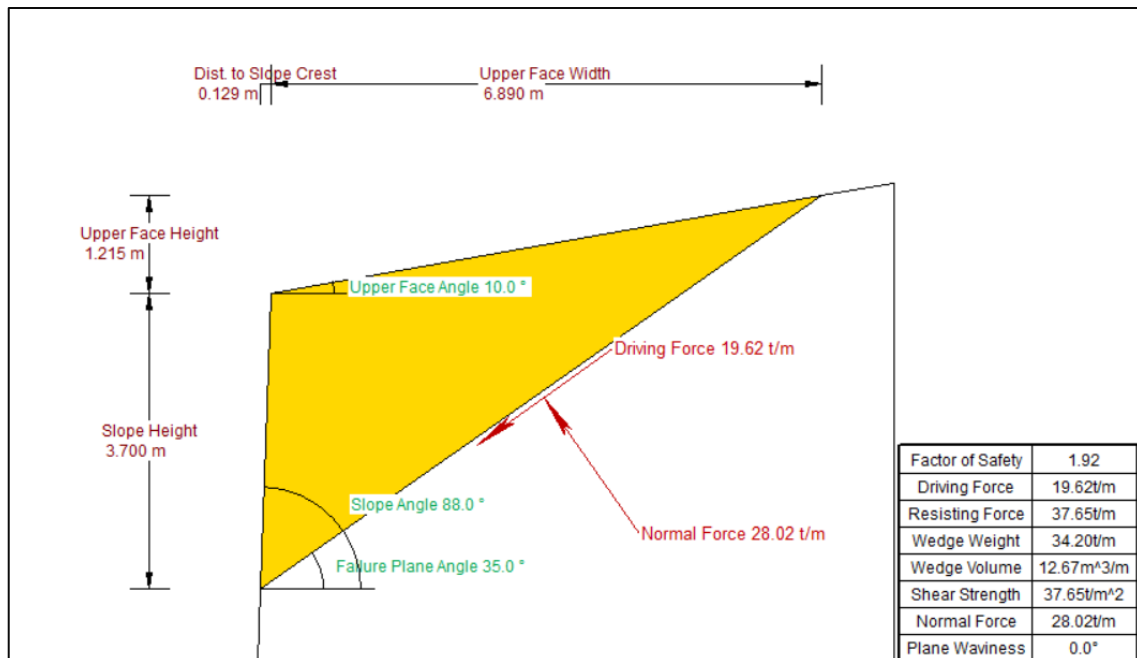 Dist. to Slope Crest
0.129 m
Upper Face Width
6.890 m
Upper Face Height
1.215 m
Upper Face Angle 10.0 °
Driving Force 19.62 t/m
Slope Height
3.700 m
Slope Angle 88.0 °
Normal Force 28.02 t/m
Failure Plane Angle 35.0 °
Factor of Safety 1.92
Driving Force 19.62t/m
Resisting Force 37.65t/m
Wedge Weight 34.20t/m
Wedge Volume 12.67m^3/m
Shear Strength 37.65t/m^2
Normal Force 28.02t/m
Plane Waviness 0.0°